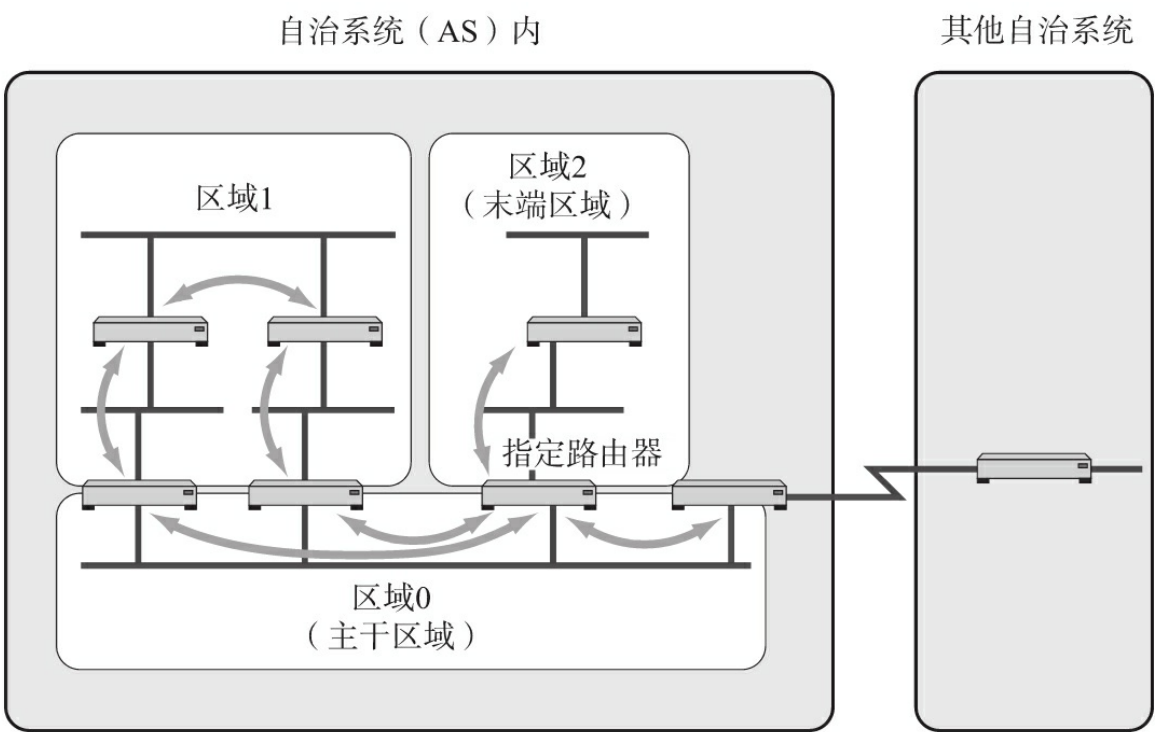 自治系统（AS）内
其他自治系统
区域1
区域2
（末端区域）
指定路由器
区域0
（主干区域）